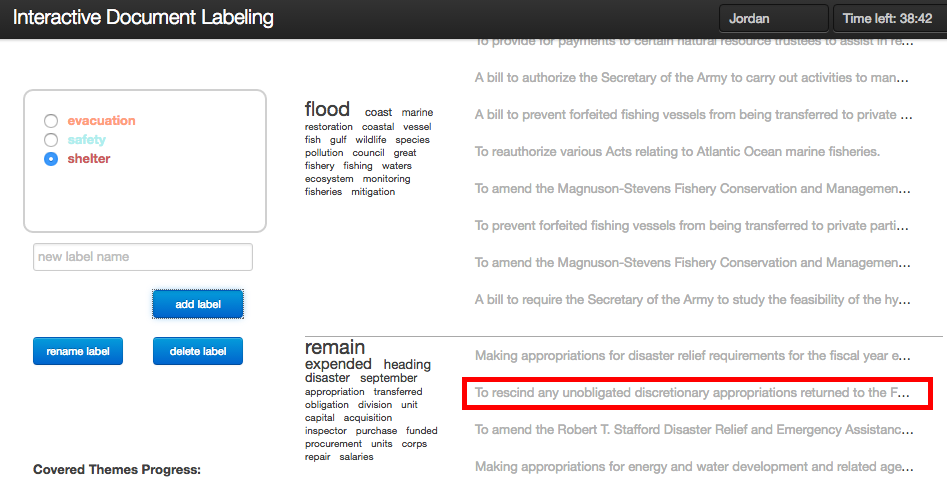 Interactive Document Labeling
Jordan
Time left: 38:42
evacuation
safety
shelter
new label name
add label
rename label
delete label
Covered Themes Progress:
To provide for payments to certain natural resource trustees to assist in re...
flood coast marine
restoration coastal vessel
fish gulf wildlife species
pollution council great
fishery fishing waters
ecosystem monitoring
fisheries mitigation
A bill to authorize the Secretary of the Army to carry out activities to man...
A bill to prevent forfeited fishing vessels from being transferred to private ...
To reauthorize various Acts relating to Atlantic Ocean marine fisheries.
To amend the Magnuson-Stevens Fishery Conservation and Managemen...
To prevent forfeited fishing vessels from being transferred to private parti...
To amend the Magnuson-Stevens Fishery Conservation and Managemen...
A bill to require the Secretary of the Army to study the feasibility of the hy...
remain
expended heading
disaster september
appropriation transferred
obligation division unit
capital acquisition
inspector purchase funded
procurement units corps
repair salaries
Making appropriations for disaster relief requirements for the fiscal year e...
To rescind any unobligated discretionary appropriations returned to the F...
To amend the Robert T. Stafford Disaster Relief and Emergency Assistanc...
Making appropriations for energy and water development and related age...